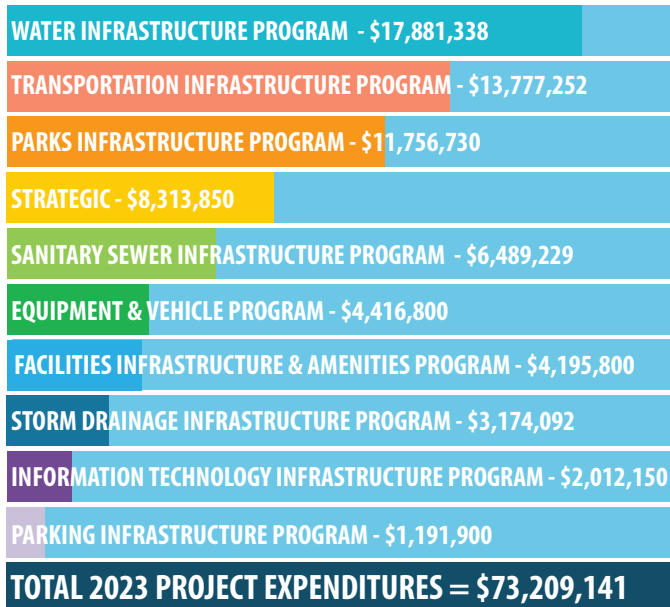 WATER INFRASTRUCTURE PROGRAM - $17,881,338
TRANSPORTATION INFRASTRUCTURE PROGRAM - $13,777,252
PARKS INFRASTRUCTURE PROGRAM - $11,756,730
STRATEGIC - $8,313,850
SANITARY SEWER INFRASTRUCTURE PROGRAM - $6,489,229
EQUIPMENT & VEHICLE PROGRAM - $4,416,800
FACILITIES INFRASTRUCTURE & AMENITIES PROGRAM - $4,195,800
STORM DRAINAGE INFRASTRUCTURE PROGRAM - $3,174,092
INFORMATION TECHNOLOGY INFRASTRUCTURE PROGRAM - $2,012,150
PARKING INFRASTRUCTURE PROGRAM - $1,191,900
TOTAL 2023 PROJECT EXPENDITURES = $73,209,141